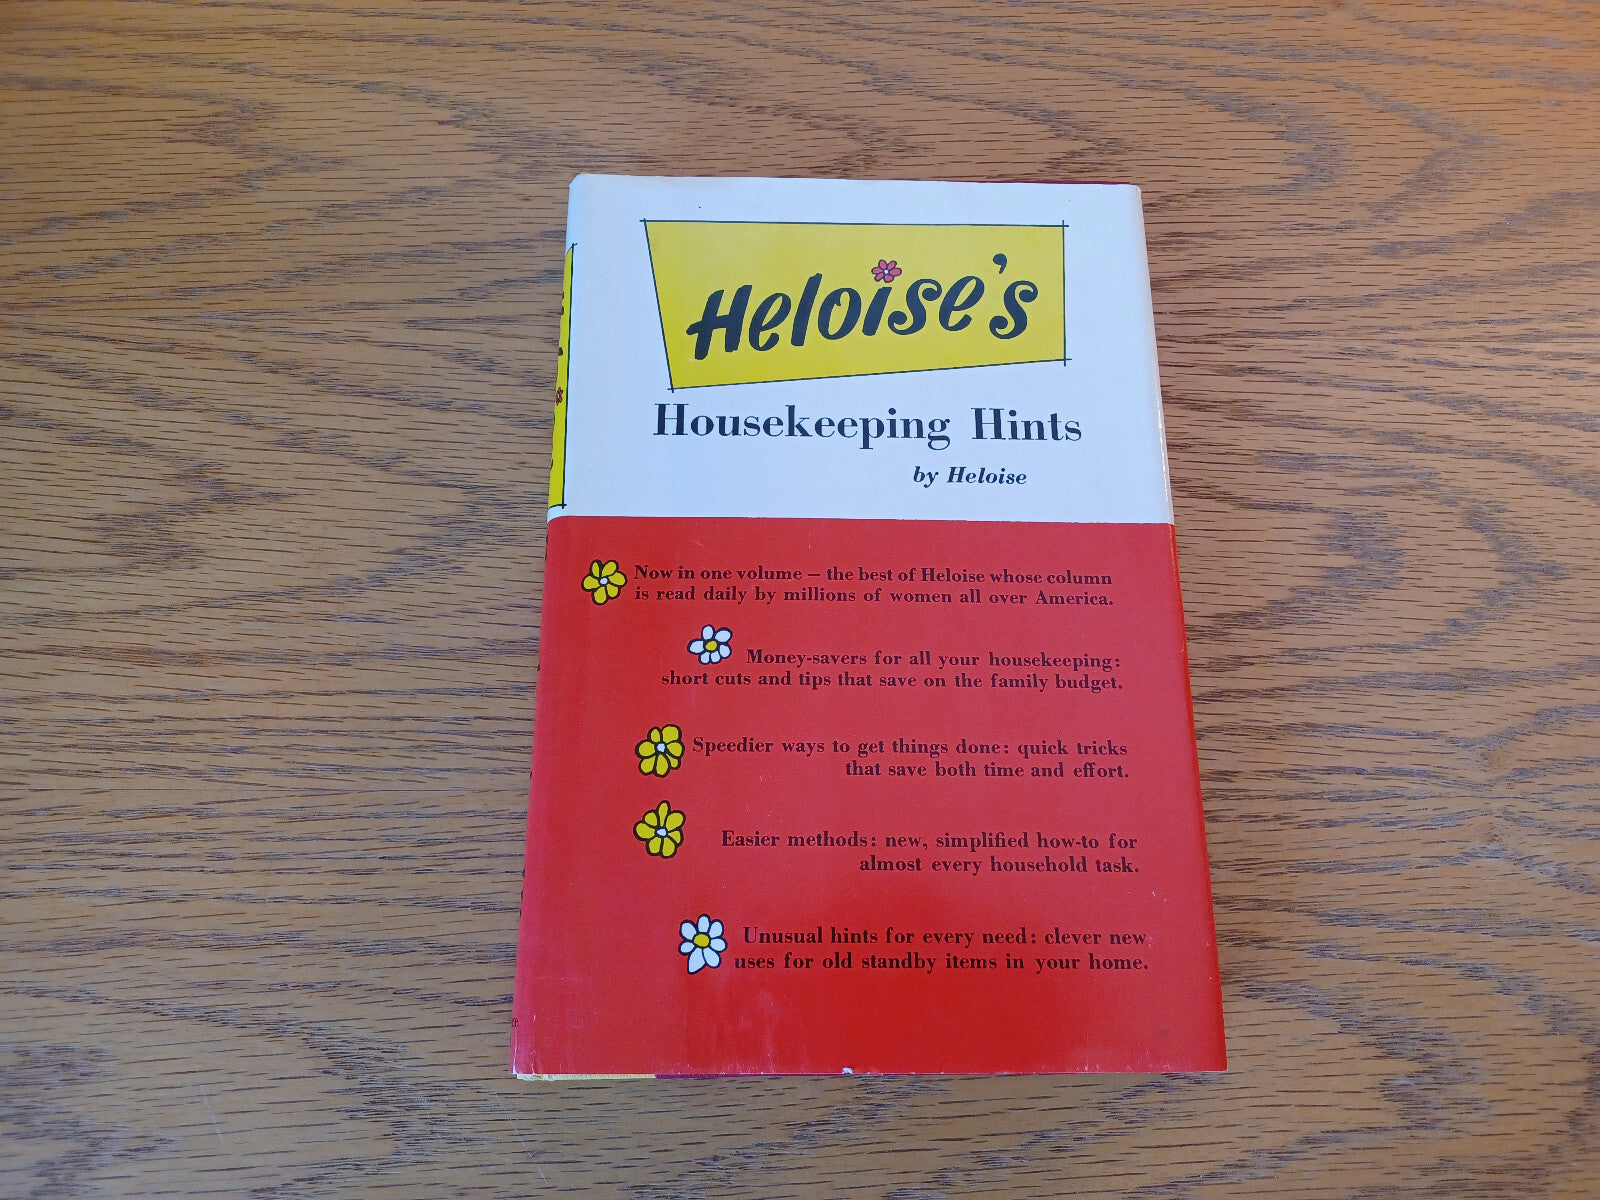 Heloise's
Housekeeping Hints
by Heloise
Now in one volume – the best of Heloise whose column
is read daily by millions of women all over America.
Money-savers for all your housekeeping:
short cuts and tips that save on the family budget.
Speedier ways to get things done: quick tricks
that save both time and effort.
Easier methods: new, simplified how-to for
almost every household task.
Unusual hints for every need: clever new
uses for old standby items in your home.